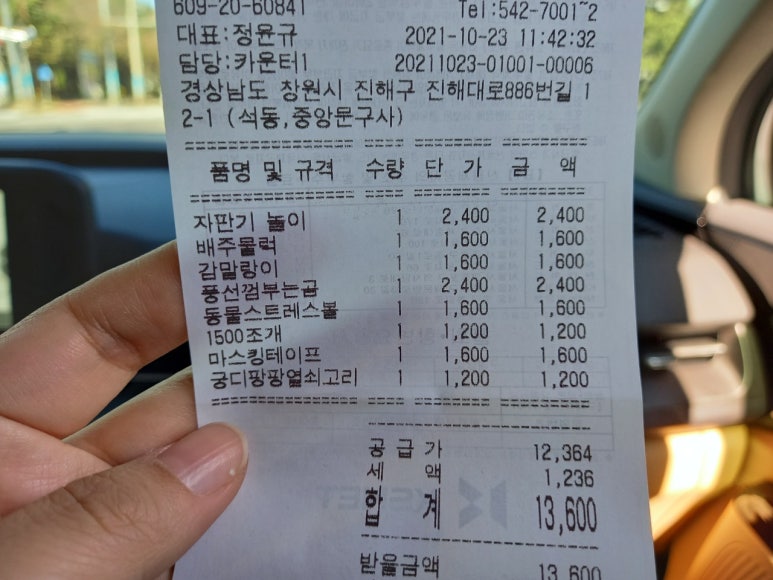 609-20-60841 Tel:542-7001~2
대표:정윤규 2021-10-23 11:42:32
담당:카운터1 20211023-01001-00006
경상남도 창원시 진해구 진해대로886번길 1
2-1 (석동,중앙문구사)
품명 및 규격 수량 단 가 금 액
자판기 놀이 1 2,400 2,400
배주물럭 1 1,600 1,600
감말랑이 1 1,600 1,600
풍선껌부는곰 1 2,400 2,400
동물스트레스볼 1 1,600 1,600
1500조개 1 1,200 1,200
마스킹테이프 1 1,600 1,600
궁디팡팡열쇠고리 1 1,200 1,200
공 급 가 12,364
세 액 1,236
합 계 13,600
받을금액 13,600